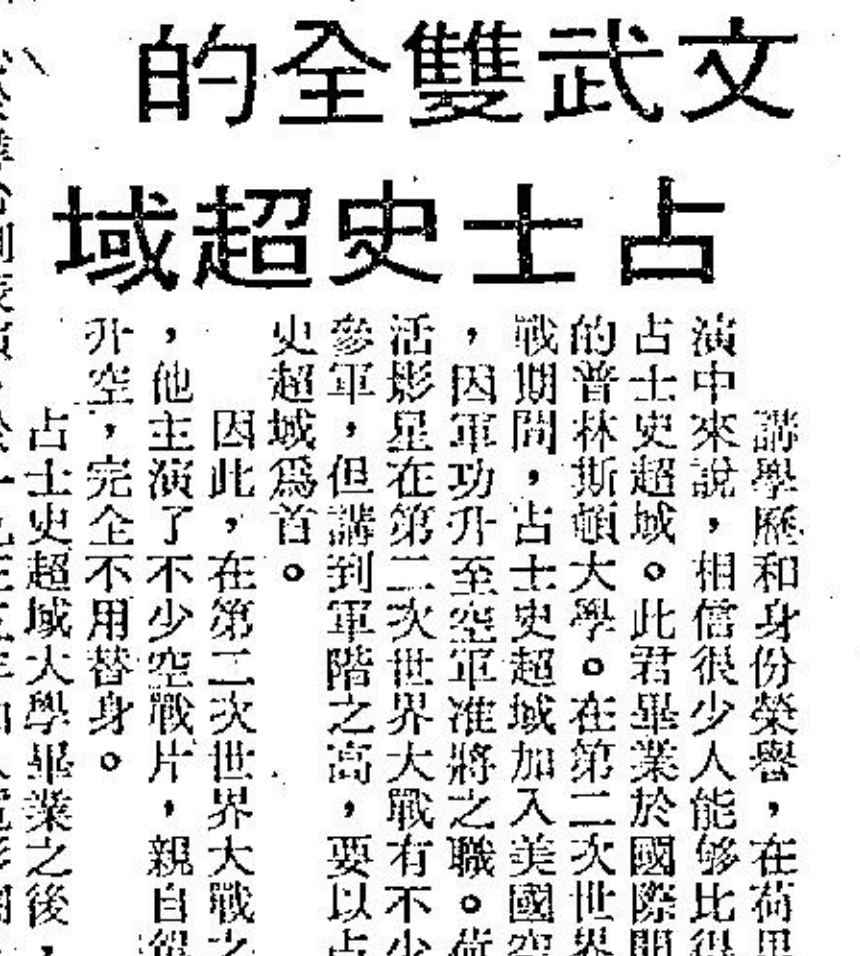 文武雙全的
占士史超域
講學歷和身份榮譽，在荷里
演中來說，相信很少人能够比得
占士史超域。此君畢業於國際間
的普林斯頓大學。在第二次世界
戰期間，占士史超域加入美國空
，因軍功升至空軍准將之職。荷
活影星在第二次世界大戰有不少
參軍，但講到軍階之高，要以占
史超域爲首。
因此，在第二次世界大戰之
，他主演了不少空戰片，親自駕
升空，完全不用替身。
占士史超域大學畢業之後，